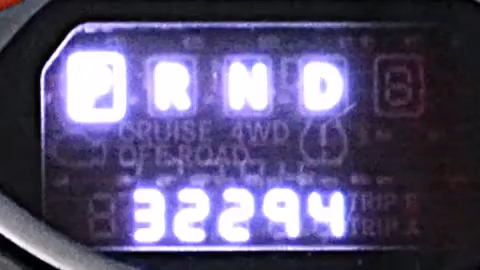 P R N D B
CRUISE 4WD
OFFROAD
32294 TRIP B
TRIP A